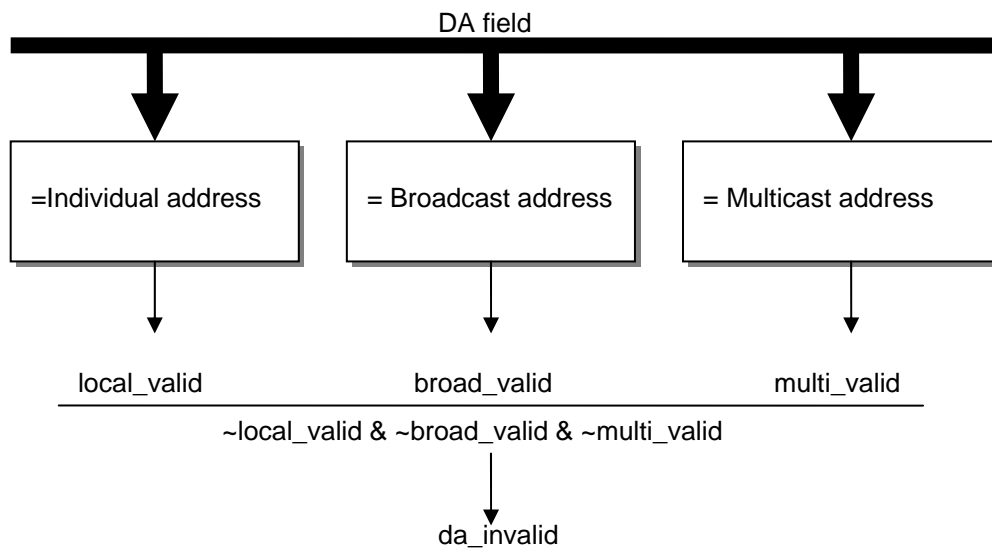 DA field
=Individual address
= Broadcast address
= Multicast address
local_valid
broad_valid
multi_valid
~local_valid & ~broad_valid & ~multi_valid
da_invalid